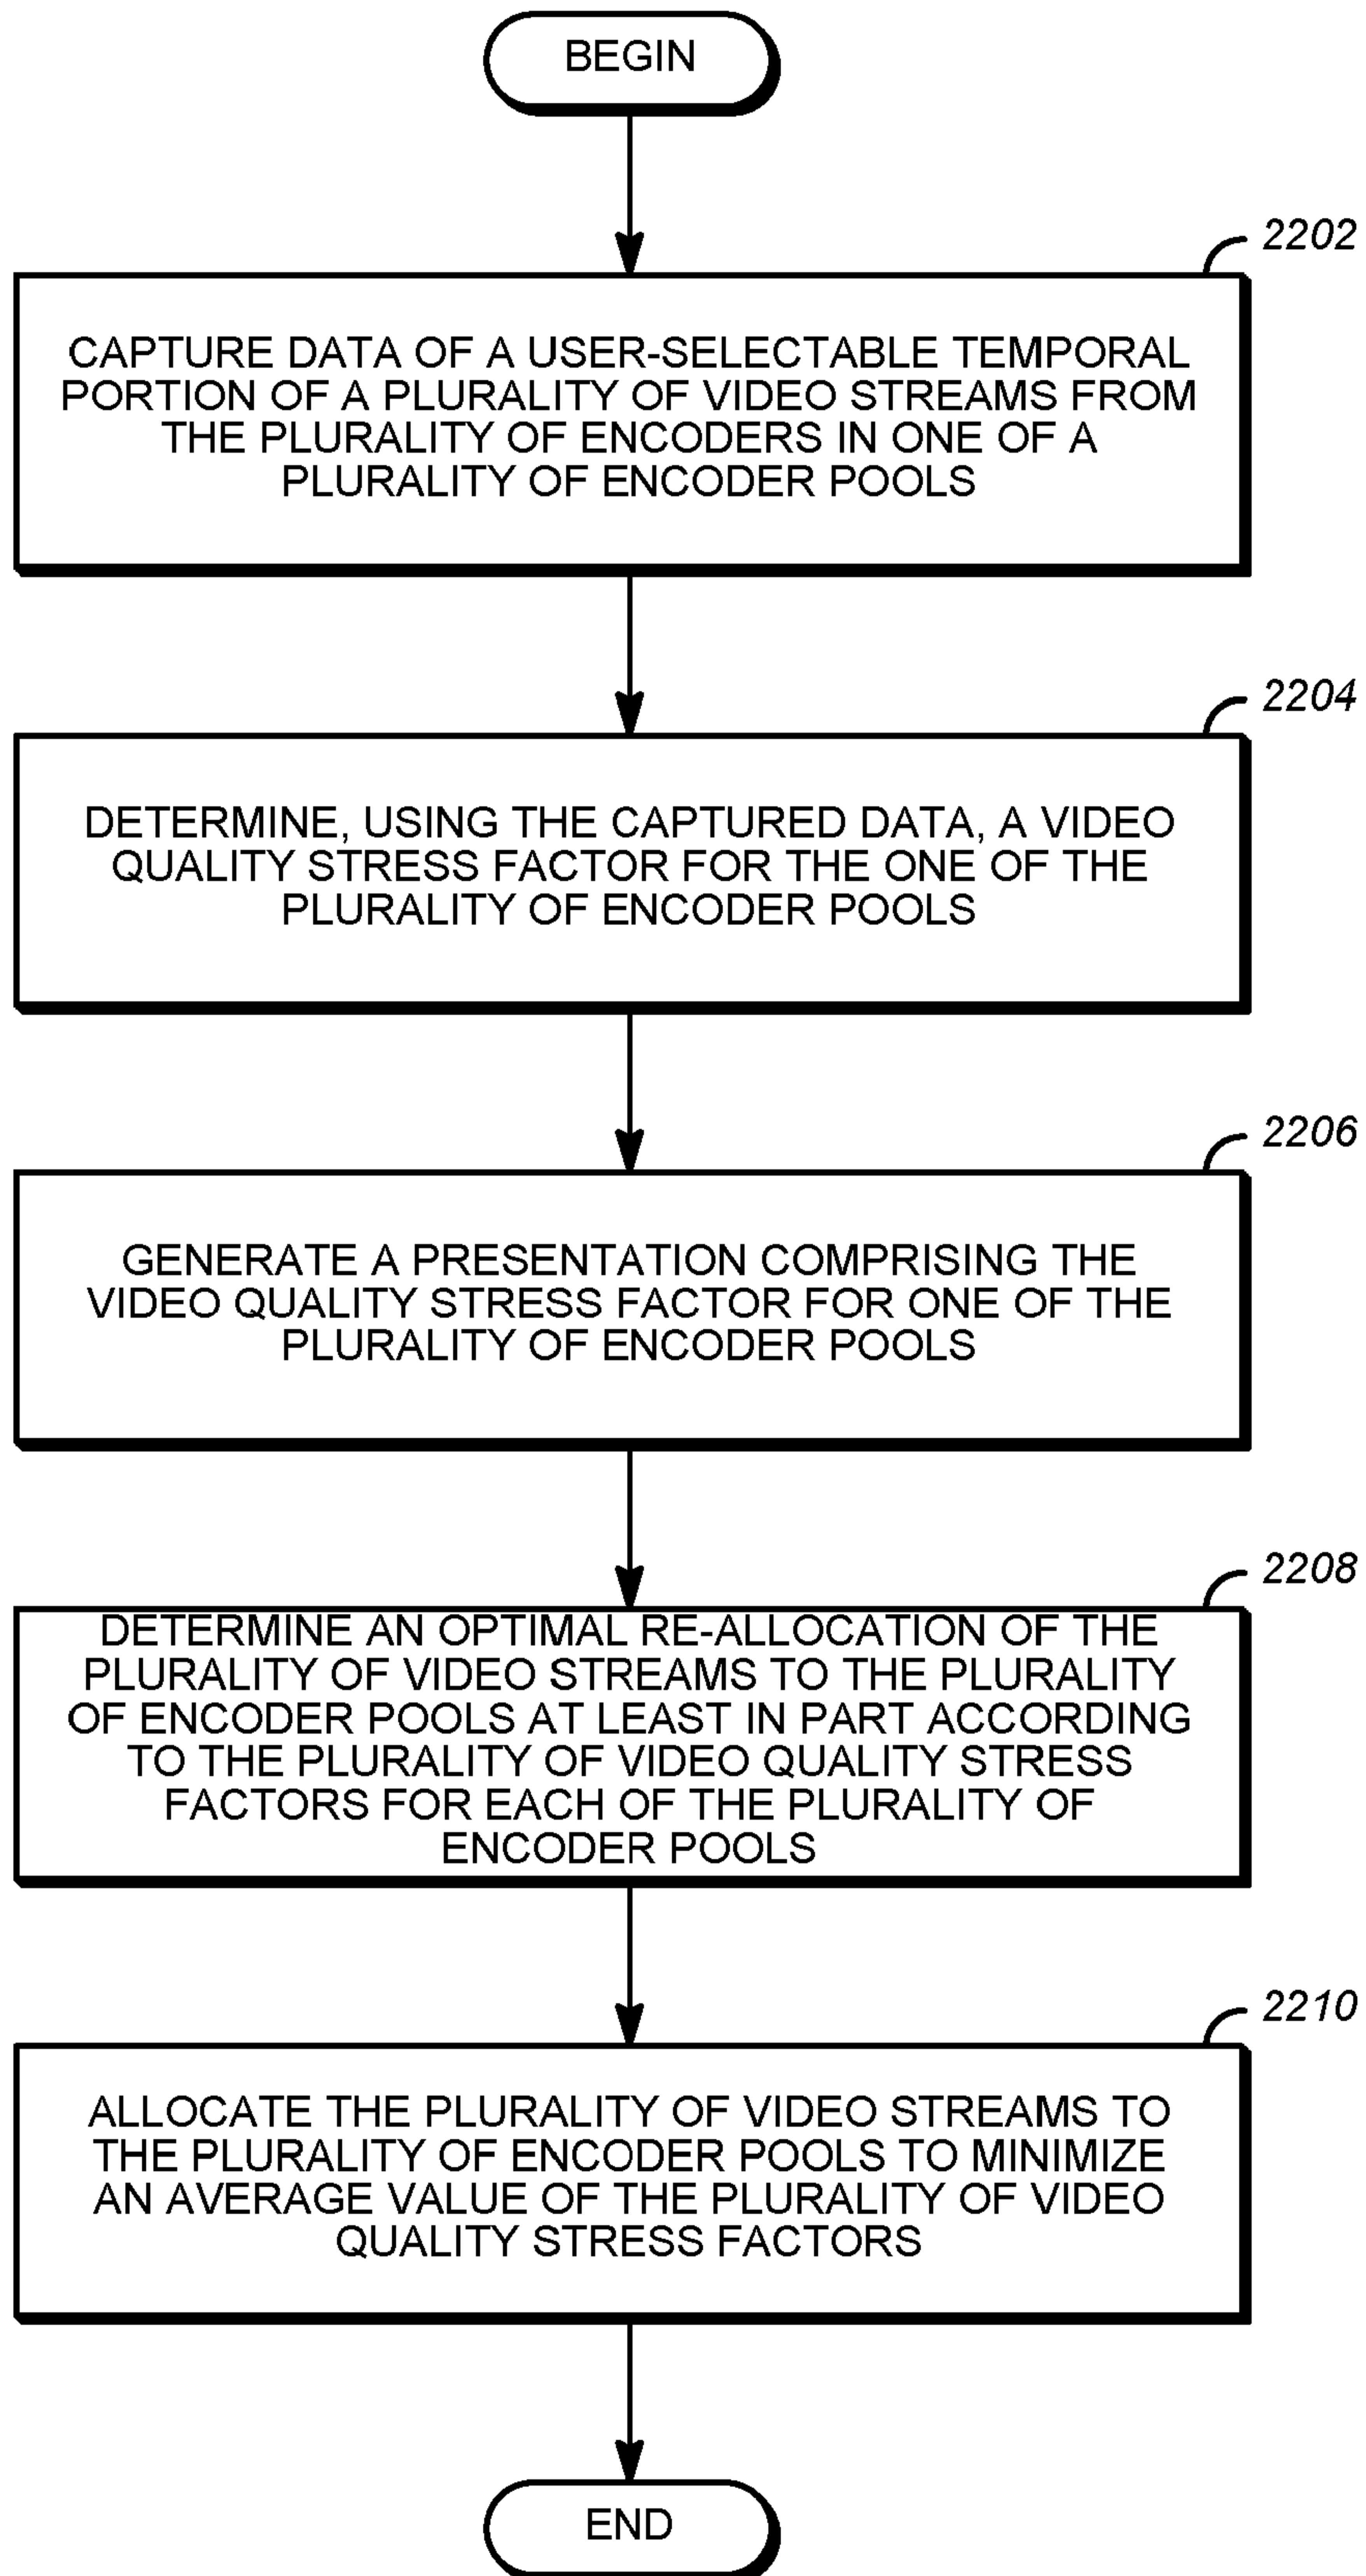 BEGIN
2202
CAPTURE DATA OF A USER-SELECTABLE TEMPORAL
PORTION OF A PLURALITY OF VIDEO STREAMS FROM
THE PLURALITY OF ENCODERS IN ONE OF A
PLURALITY OF ENCODER POOLS
2204
DETERMINE, USING THE CAPTURED DATA, A VIDEO
QUALITY STRESS FACTOR FOR THE ONE OF THE
PLURALITY OF ENCODER POOLS
2206
GENERATE A PRESENTATION COMPRISING THE
VIDEO QUALITY STRESS FACTOR FOR ONE OF THE
PLURALITY OF ENCODER POOLS
2208
DETERMINE AN OPTIMAL RE-ALLOCATION OF THE
PLURALITY OF VIDEO STREAMS TO THE PLURALITY
OF ENCODER POOLS AT LEAST IN PART ACCORDING
TO THE PLURALITY OF VIDEO QUALITY STRESS
FACTORS FOR EACH OF THE PLURALITY OF
ENCODER POOLS
2210
ALLOCATE THE PLURALITY OF VIDEO STREAMS TO
THE PLURALITY OF ENCODER POOLS TO MINIMIZE
AN AVERAGE VALUE OF THE PLURALITY OF VIDEO
QUALITY STRESS FACTORS
END